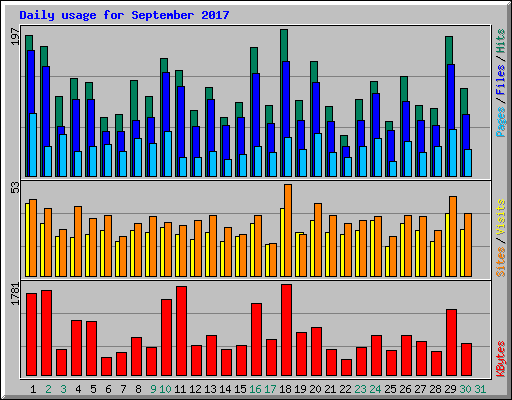 Daily usage for September 2017
197
Pages/Files/Hits
53
Sites/Visits
1781
KBytes
1 2 3 4 5 6 7 8 9 10 11 12 13 14 15 16 17 18 19 20 21 22 23 24 25 26 27 28 29 30 31